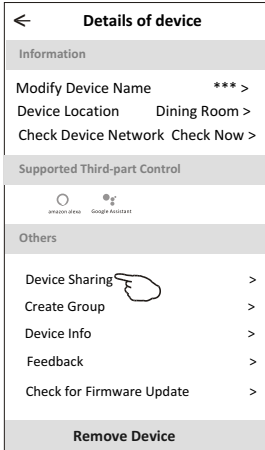 ← Details of device
Information
Modify Device Name *** >
Device Location Dining Room >
Check Device Network Check Now >
Supported Third-part Control
amazon alexa Google Assistant
Others
Device Sharing >
Create Group >
Device Info >
Feedback >
Check for Firmware Update >
Remove Device